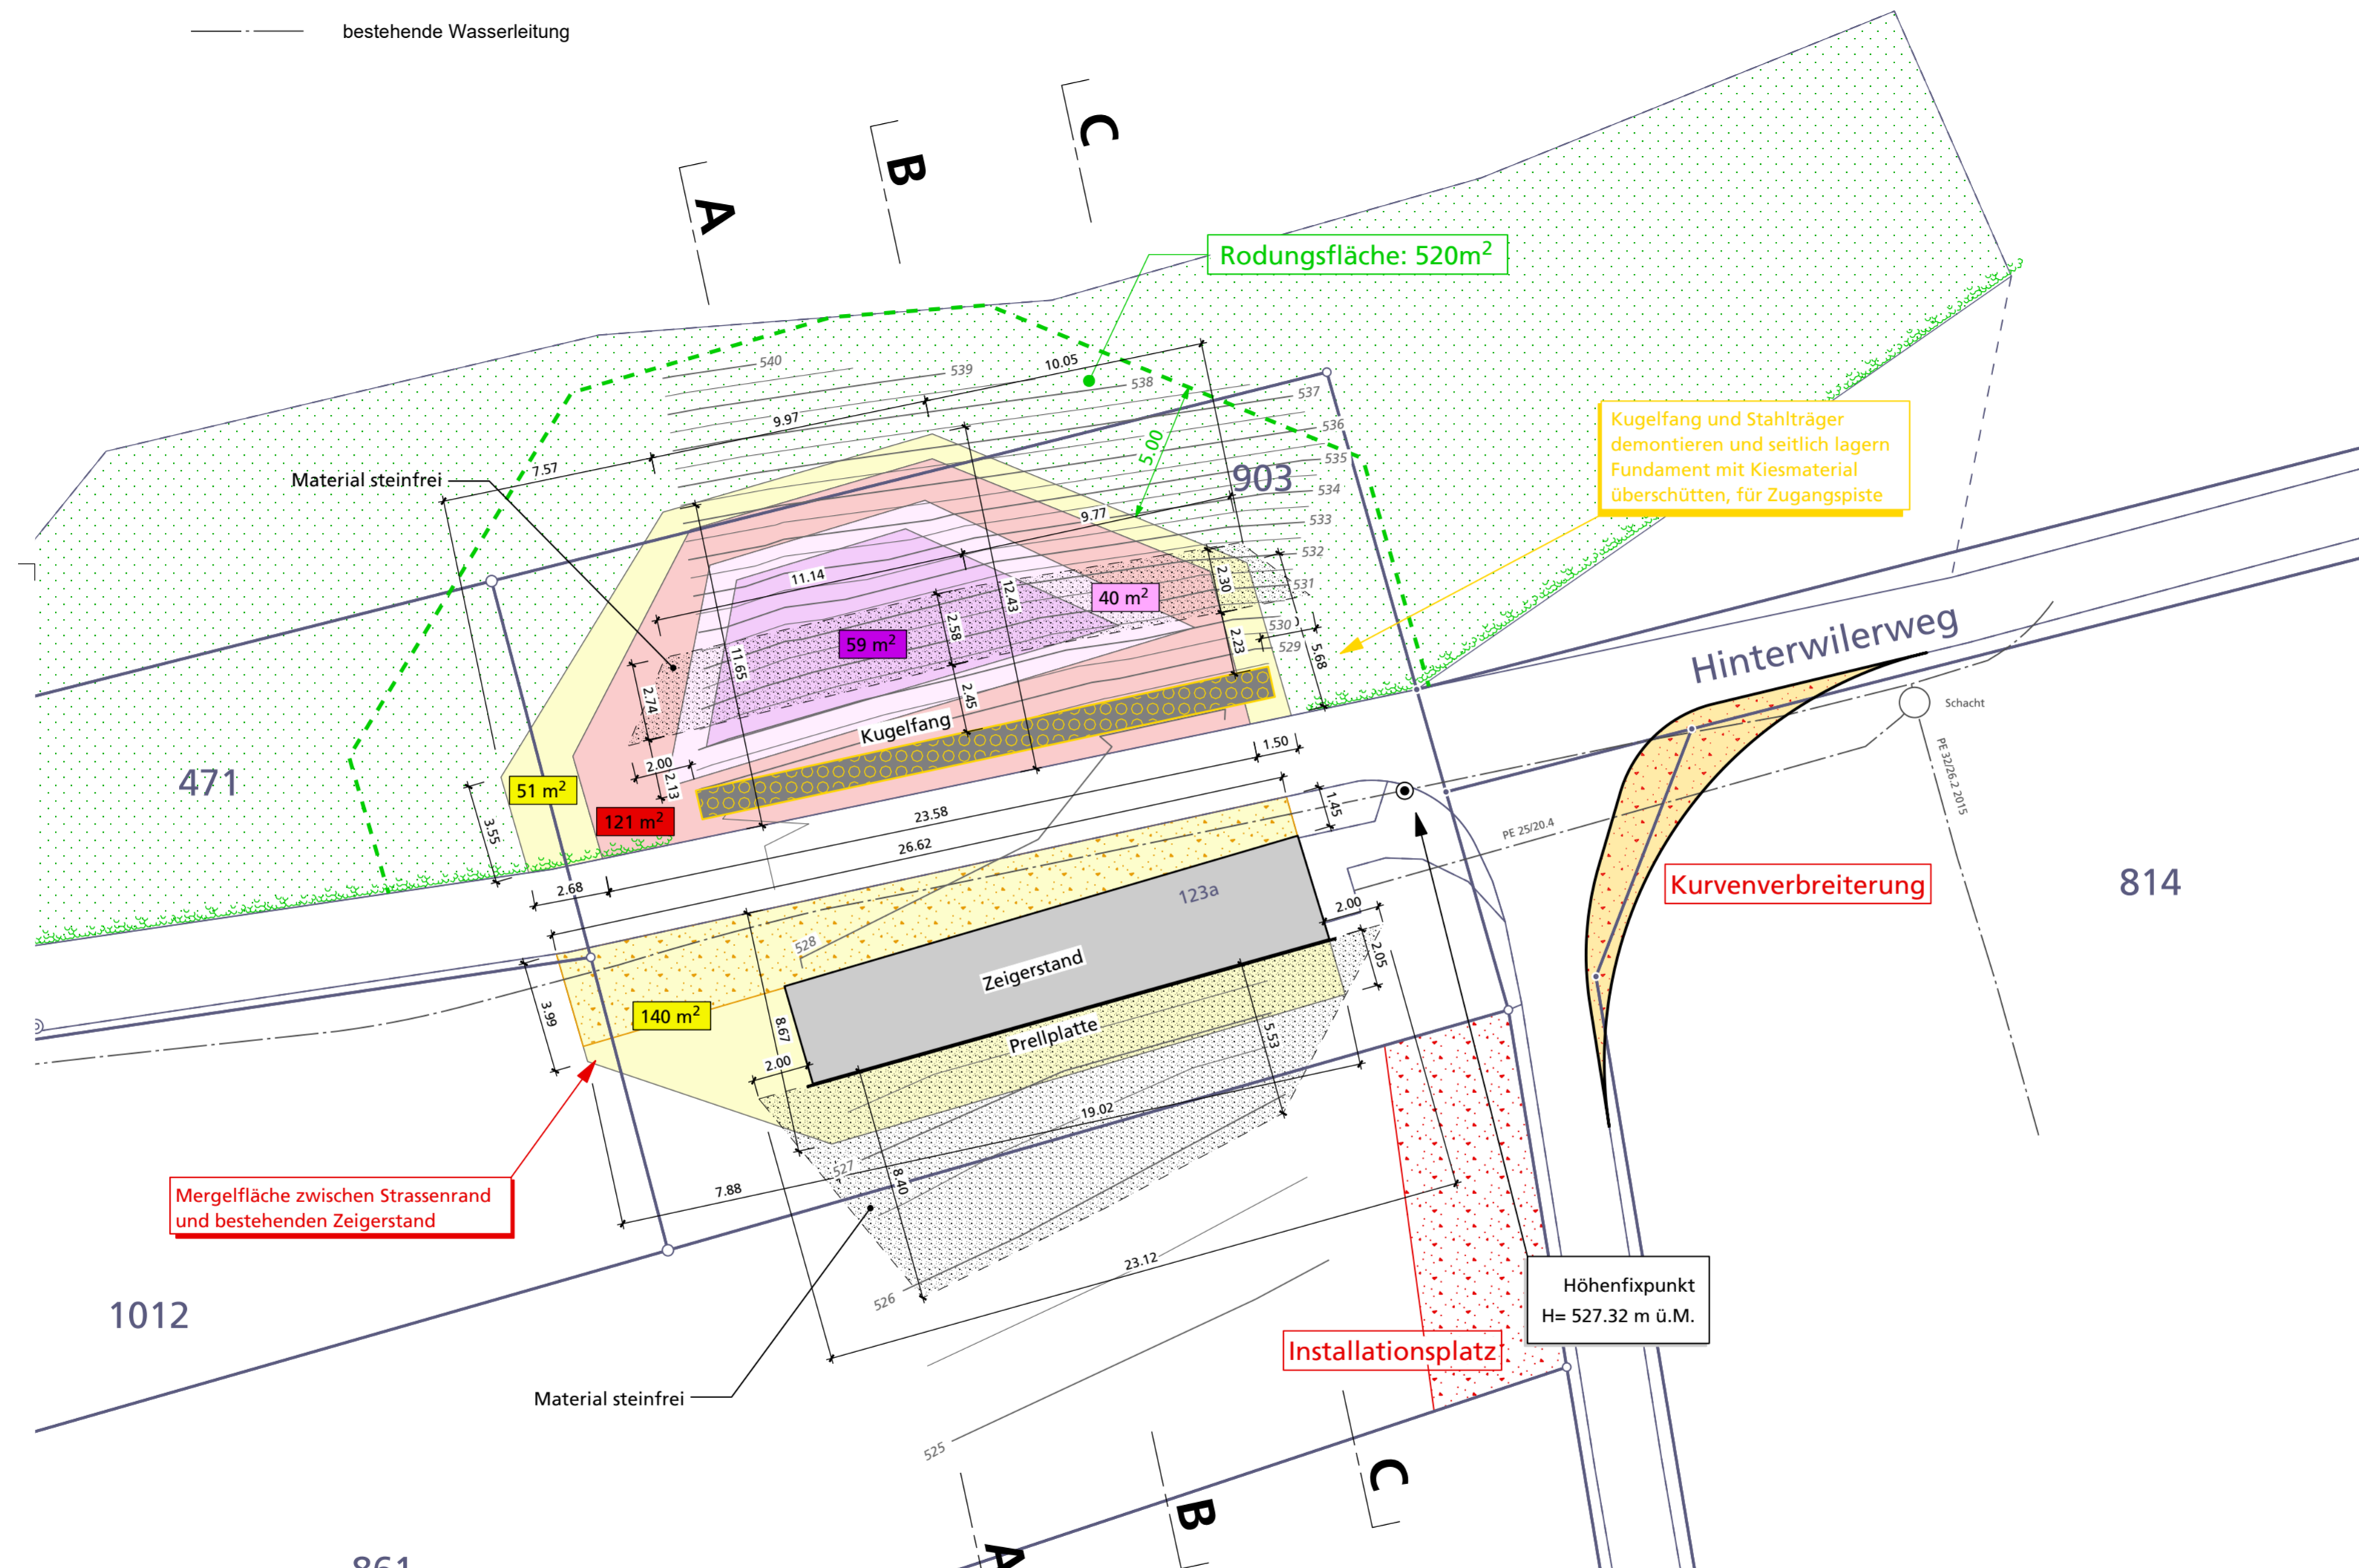 bestehende Wasserleitung
C
B
A
Rodungsfläche: 520m²
540
539
10.05
538
537
9.97
536
Kugelfang und Stahlträger
demontieren und seitlich lagern
Fundament mit Kiesmaterial
überschütten, für Zugangspiste
5.00
535
7.57
Material steinfrei
903
534
9.77
533
532
11.14
2.30
531
12.43
40 m²
2.58
530
59 m²
2.23
529
Hinterwilerweg
11.65
5.68
2.74
2.45
Kugelfang
Schacht
1.50
2.00
2.13
471
51 m²
PE 32/26.2 2015
121 m²
23.58
1.45
3.55
26.62
PE 25/20.4
2.68
123a
Kurvenverbreiterung
814
2.00
528
2.05
Zeigerstand
3.99
140 m²
8.67
Prellplatte
5.53
2.00
19.02
527
8.40
7.88
Mergelfläche zwischen Strassenrand
und bestehenden Zeigerstand
23.12
526
Höhenfixpunkt
H= 527.32 m ü.M.
1012
Installationsplatz
Material steinfrei
525
C
B
A
861